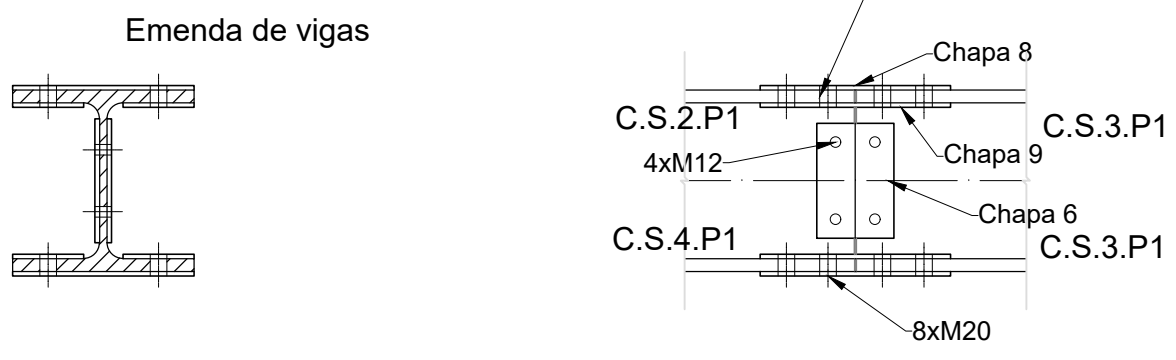 Emenda de vigas
Chapa 8
C.S.2.P1
C.S.3.P1
4xM12
Chapa 9
Chapa 6
C.S.4.P1
C.S.3.P1
8xM20